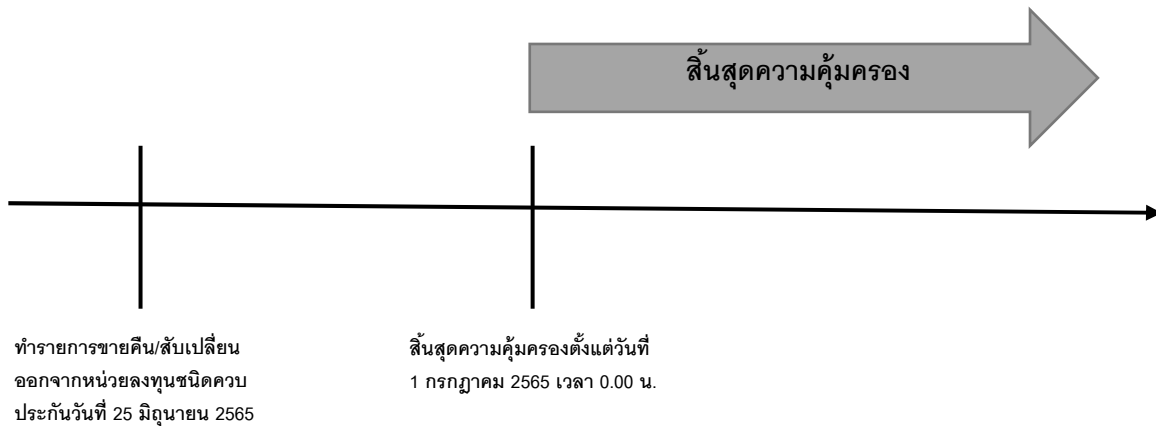 สิ้นสุดความคุ้มครอง
ทำรายการขายคืน/สับเปลี่ยน
ออกจากหน่วยลงทุนชนิดควบ
ประกันวันที่ 25 มิถุนายน 2565
สิ้นสุดความคุ้มครองตั้งแต่วันที่
1 กรกฎาคม 2565 เวลา 0.00 น.